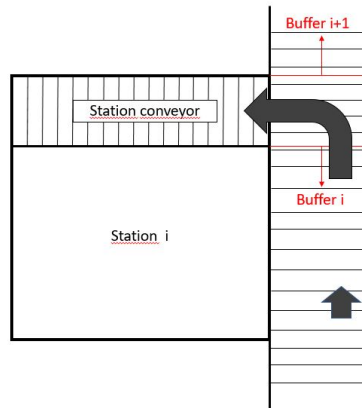 Buffer i+1
Station conveyor
Buffer i
Station i